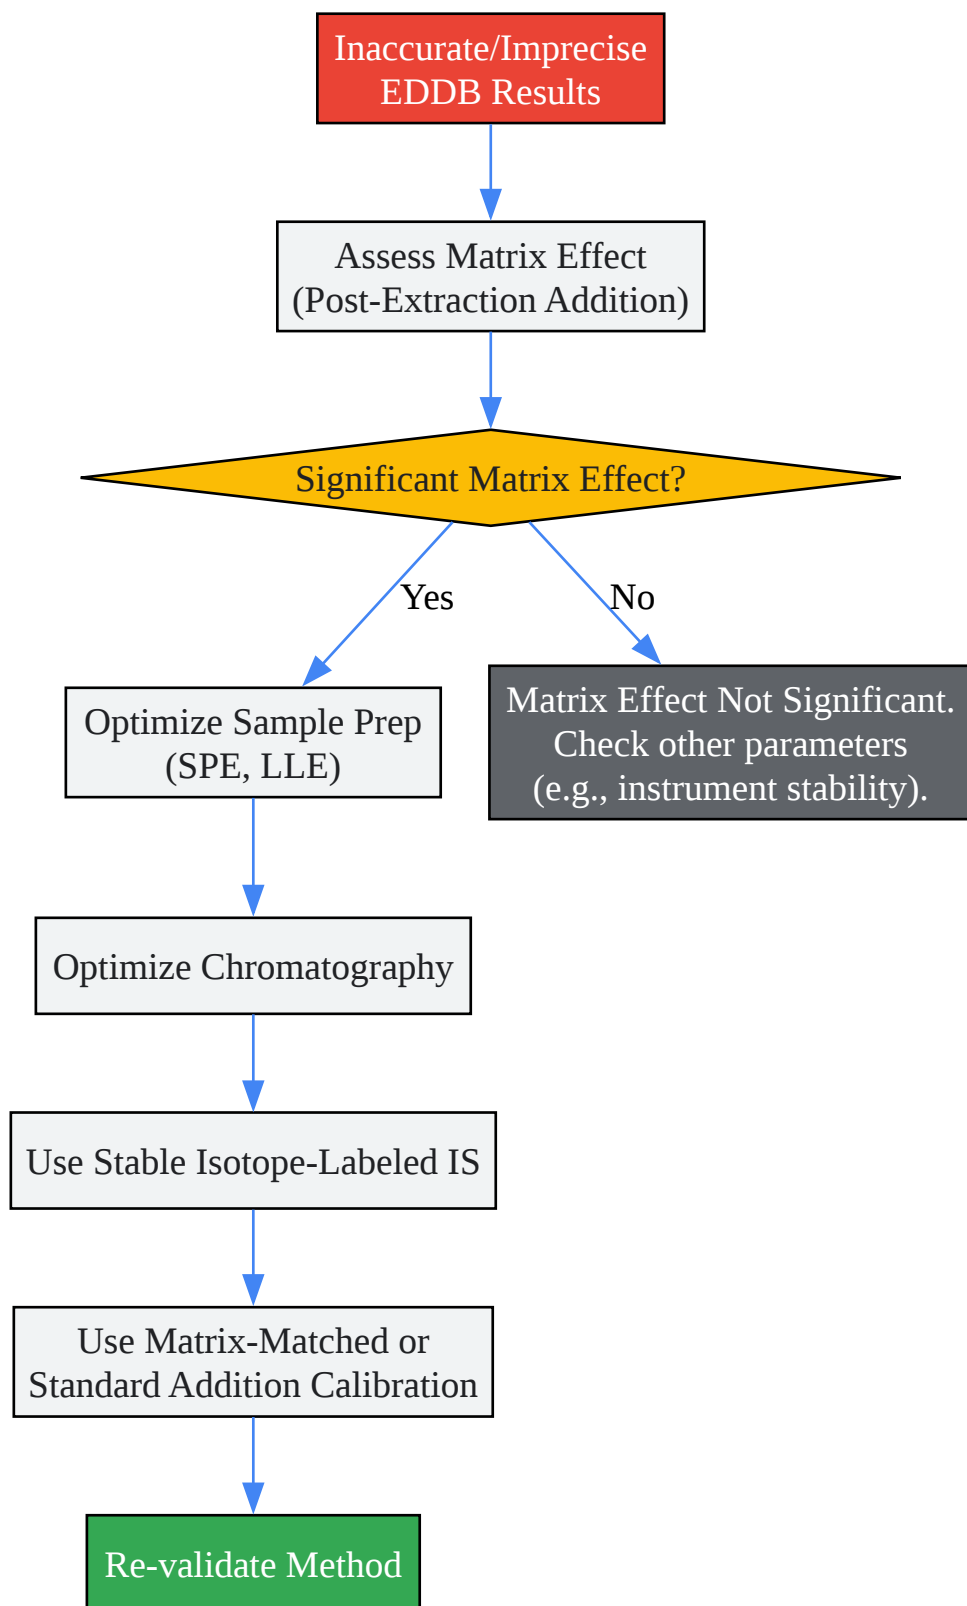 Inaccurate/Imprecise
EDDB Results
Assess Matrix Effect
(Post-Extraction Addition)
Significant Matrix Effect?
Yes
No
Optimize Sample Prep
(SPE, LLE)
Matrix Effect Not Significant.
Check other parameters
(e.g., instrument stability).
Optimize Chromatography
Use Stable Isotope-Labeled IS
Use Matrix-Matched or
Standard Addition Calibration
Re-validate Method